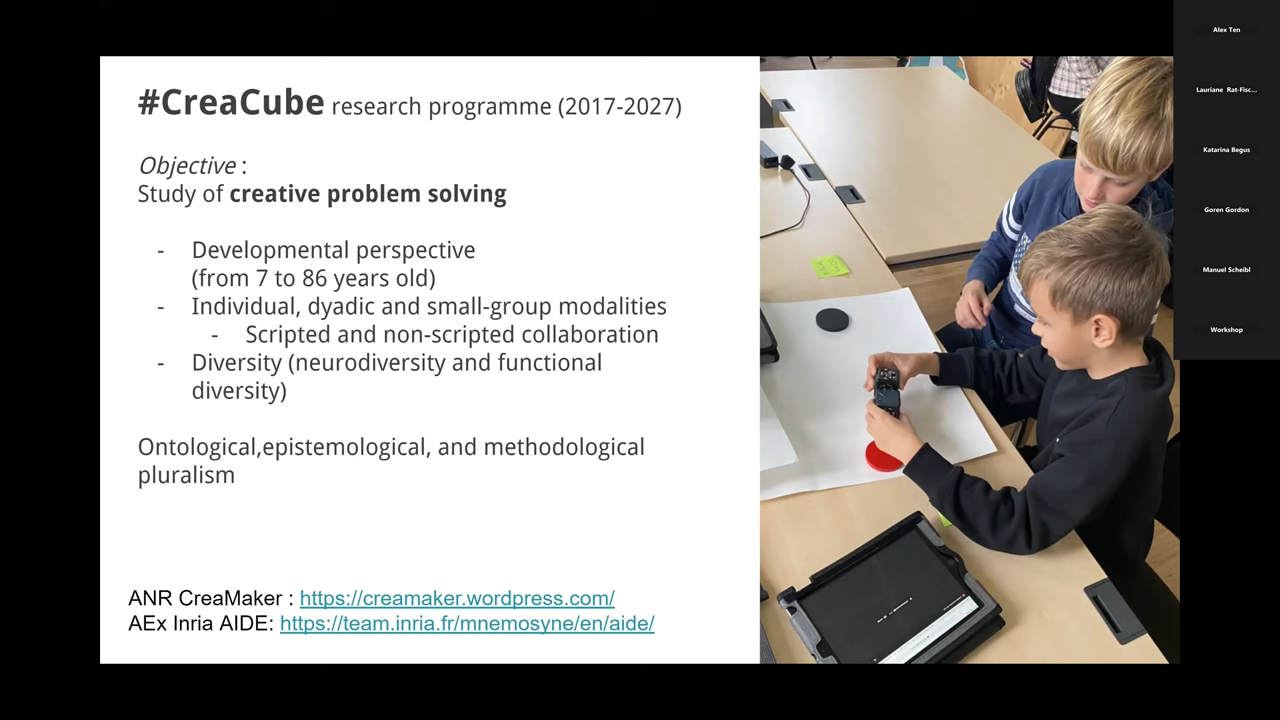 #CreaCube research programme (2017-2027)
Objective :
Study of creative problem solving
- Developmental perspective
(from 7 to 86 years old)
- Individual, dyadic and small-group modalities
- Scripted and non-scripted collaboration
- Diversity (neurodiversity and functional
diversity)
Ontological,epistemological, and methodological
pluralism
ANR CreaMaker : https://creamaker.wordpress.com/
AEx Inria AIDE: https://team.inria.fr/mnemosyne/en/aide/
Alex Ten
Lauriane Rat-Fisc...
Katarina Begus
Goren Gordon
Manuel Scheibl
Workshop